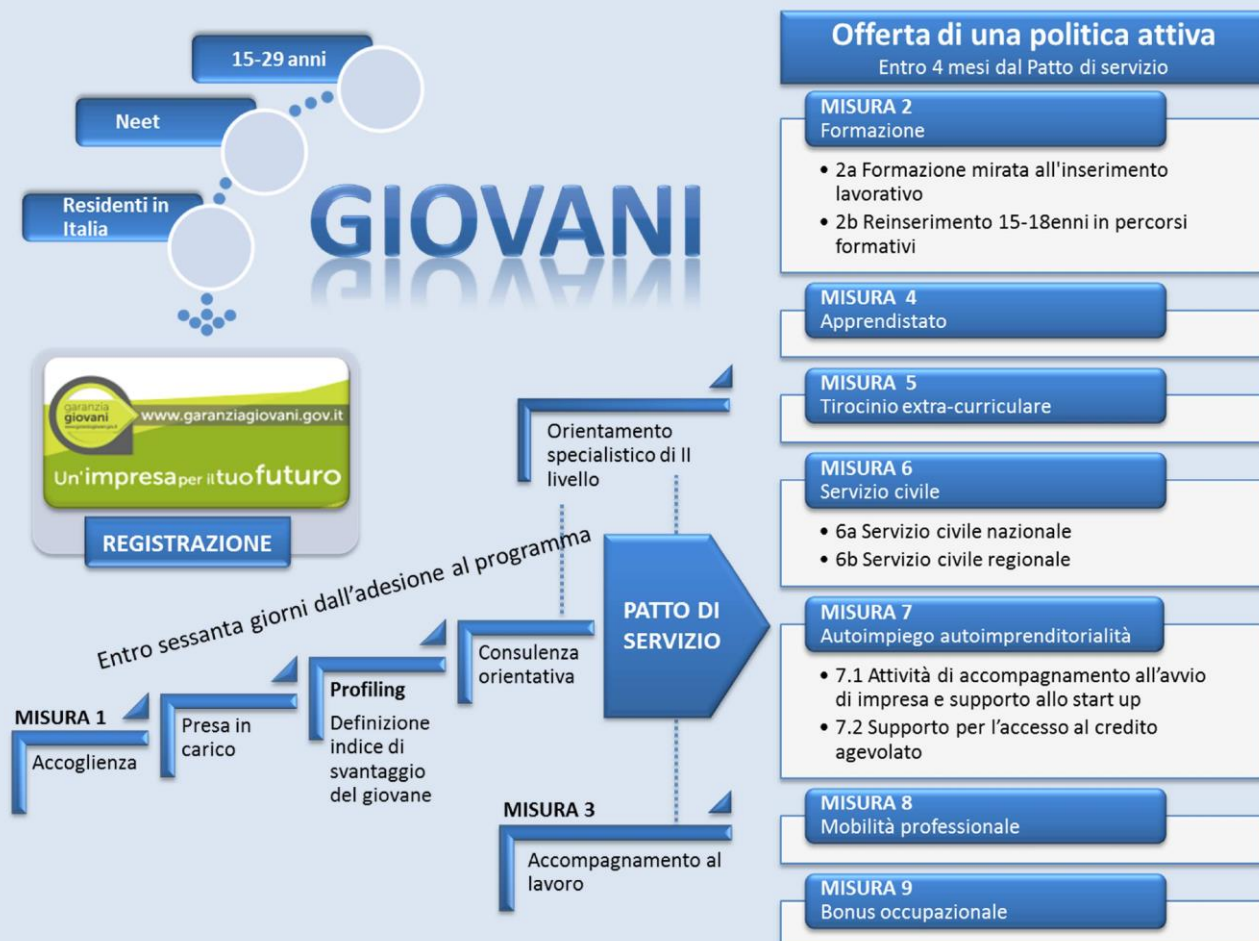 15-29 anni
Neet
Residenti in
Italia
GIOVANI
garanzia
giovani
www.garanziagiovani.gov.it
Un'impresa per il tuo futuro
REGISTRAZIONE
Entro sessanta giorni dall'adesione al programma
MISURA 1
Accoglienza
Presa in
carico
Profiling
Definizione
indice di
svantaggio
del giovane
Consulenza
orientativa
Orientamento
specialistico di II
livello
PATTO DI
SERVIZIO
MISURA 3
Accompagnamento al
lavoro
Offerta di una politica attiva
Entro 4 mesi dal Patto di servizio
MISURA 2
Formazione
• 2a Formazione mirata all'inserimento
lavorativo
• 2b Reinserimento 15-18enni in percorsi
formativi
MISURA 4
Apprendistato
MISURA 5
Tirocinio extra-curriculare
MISURA 6
Servizio civile
• 6a Servizio civile nazionale
• 6b Servizio civile regionale
MISURA 7
Autoimpiego autoimprenditorialità
• 7.1 Attività di accompagnamento all'avvio
di impresa e supporto allo start up
• 7.2 Supporto per l'accesso al credito
agevolato
MISURA 8
Mobilità professionale
MISURA 9
Bonus occupazionale